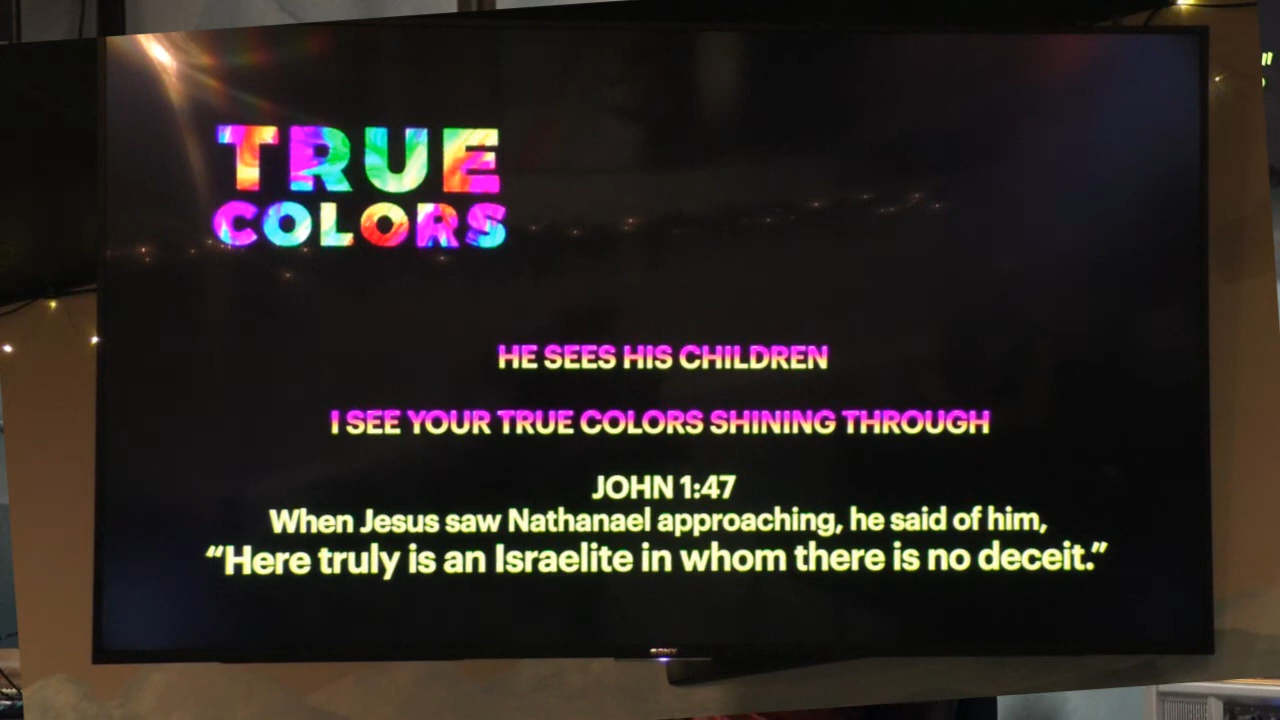 TRUE
COLORS
HE SEES HIS CHILDREN
I SEE YOUR TRUE COLORS SHINING THROUGH
JOHN 1:47
When Jesus saw Nathanael approaching, he said of him,
“Here truly is an Israelite in whom there is no deceit.”
SONY